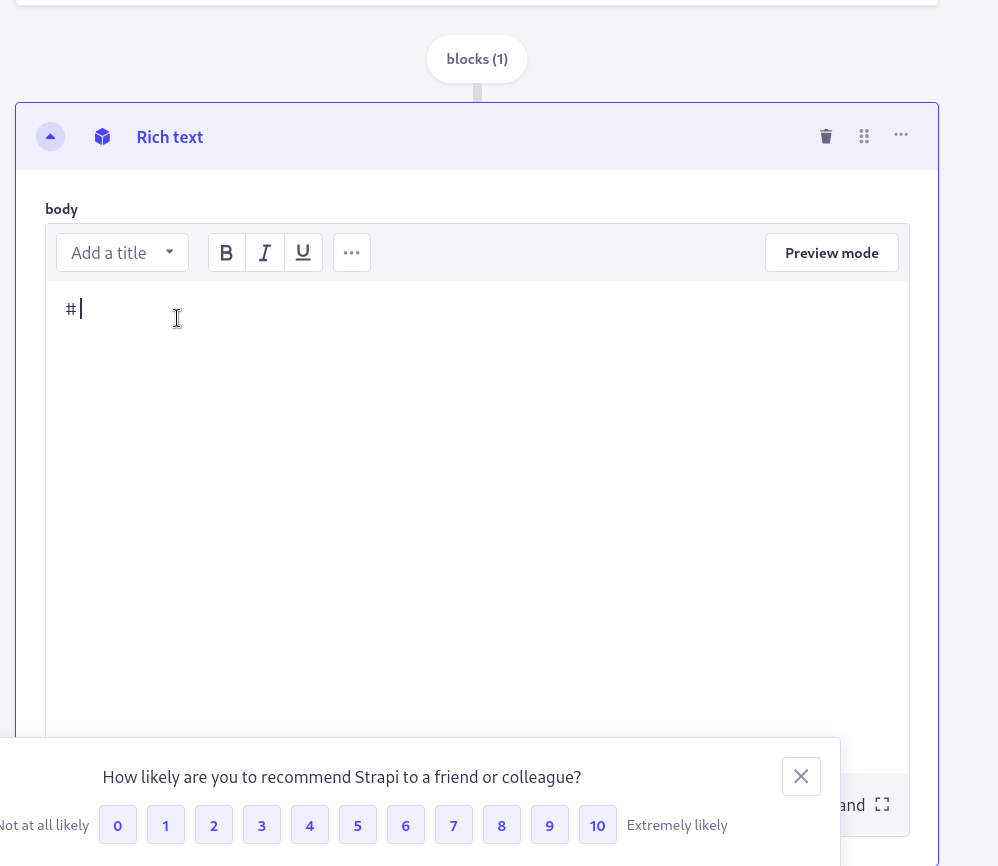 blocks (1)
Rich text
body
Add a title B I U Preview mode
#
How likely are you to recommend Strapi to a friend or colleague?
Not at all likely 0 1 2 3 4 5 6 7 8 9 10 Extremely likely
and